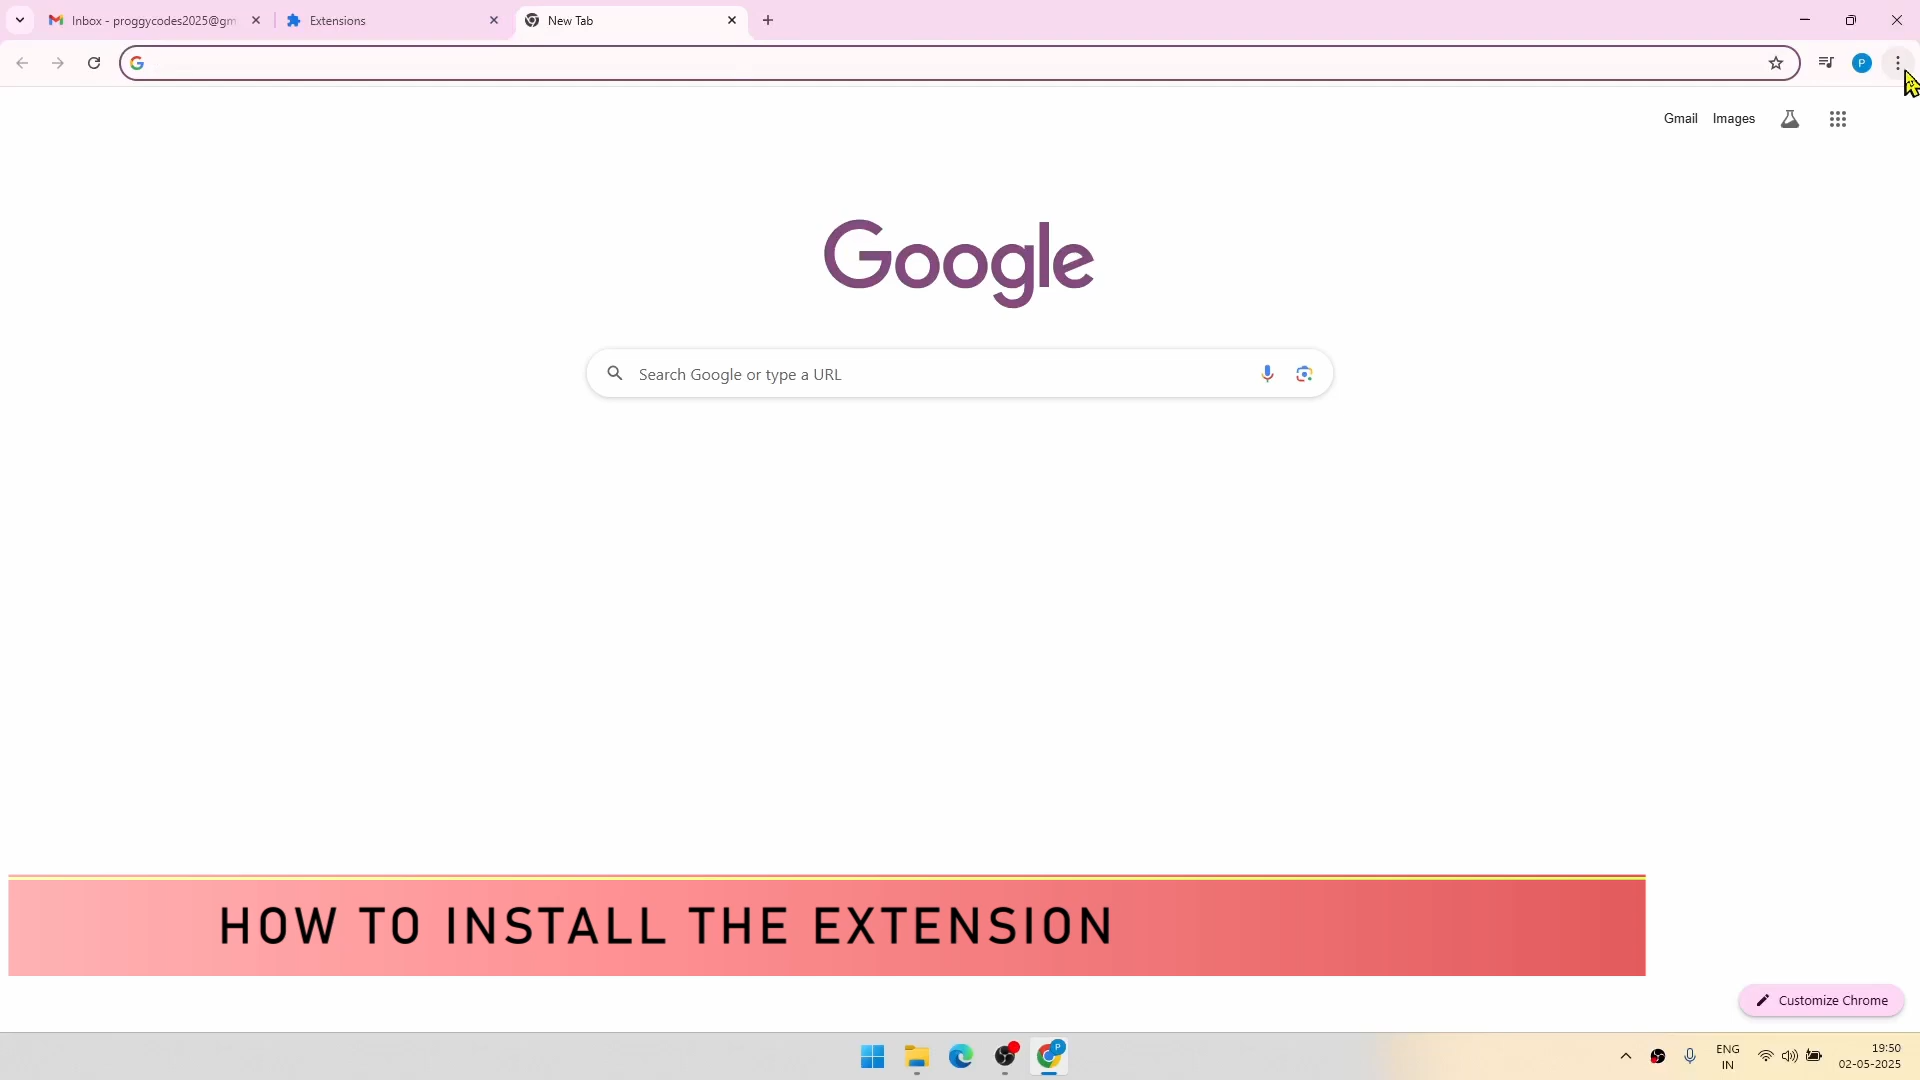 Inbox - proggycodes2025@gm
Extensions
New Tab
Gmail
Images
Google
Search Google or type a URL
HOW TO INSTALL THE EXTENSION
Customize Chrome
P
P
ENG
IN
19:50
02-05-2025